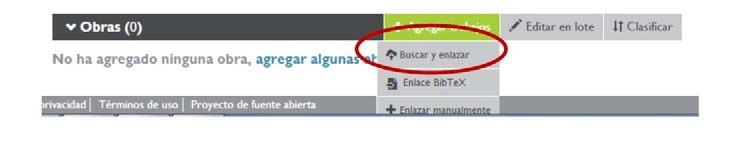 Obras (0) + Agregar trabajos Editar en lote Clasificar
No ha agregado ninguna obra, agregar algunas
Buscar y enlazar
Enlace BibTeX
privacidad | Términos de uso | Proyecto de fuente abierta
+ Enlazar manualmente